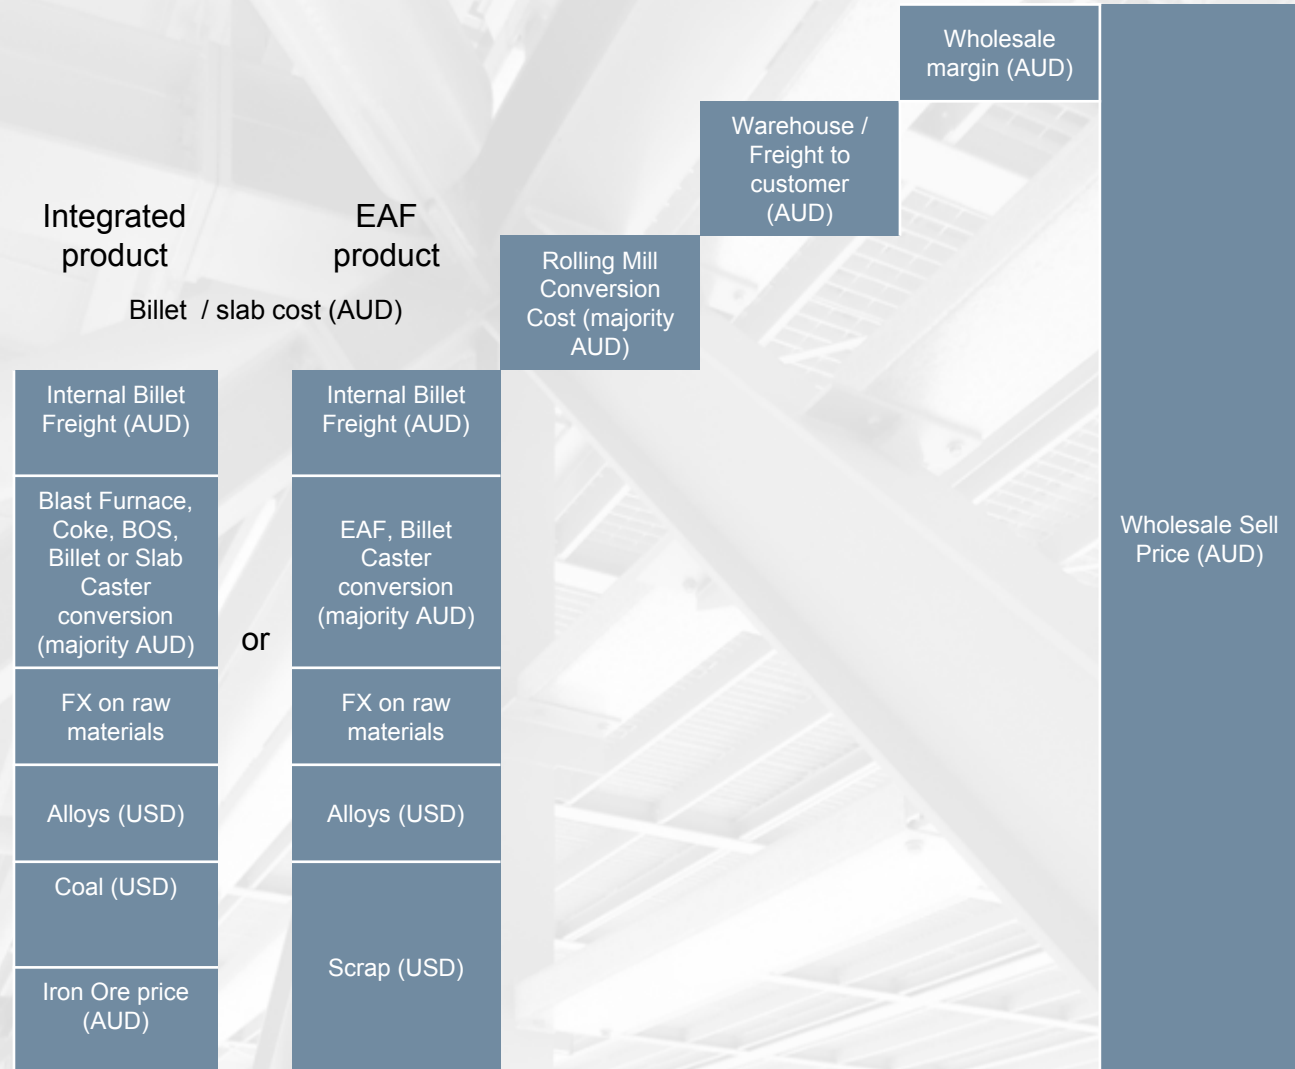 Wholesale
margin (AUD)
Warehouse /
Freight to
customer
(AUD)
Integrated
product
EAF
product
Billet / slab cost (AUD)
Rolling Mill
Conversion
Cost (majority
AUD)
Internal Billet
Freight (AUD)
Blast Furnace,
Coke, BOS,
Billet or Slab
Caster
conversion
(majority AUD)
FX on raw
materials
Alloys (USD)
Coal (USD)
Iron Ore price
(AUD)
or
Internal Billet
Freight (AUD)
EAF, Billet
Caster
conversion
(majority AUD)
FX on raw
materials
Alloys (USD)
Scrap (USD)
Wholesale Sell
Price (AUD)